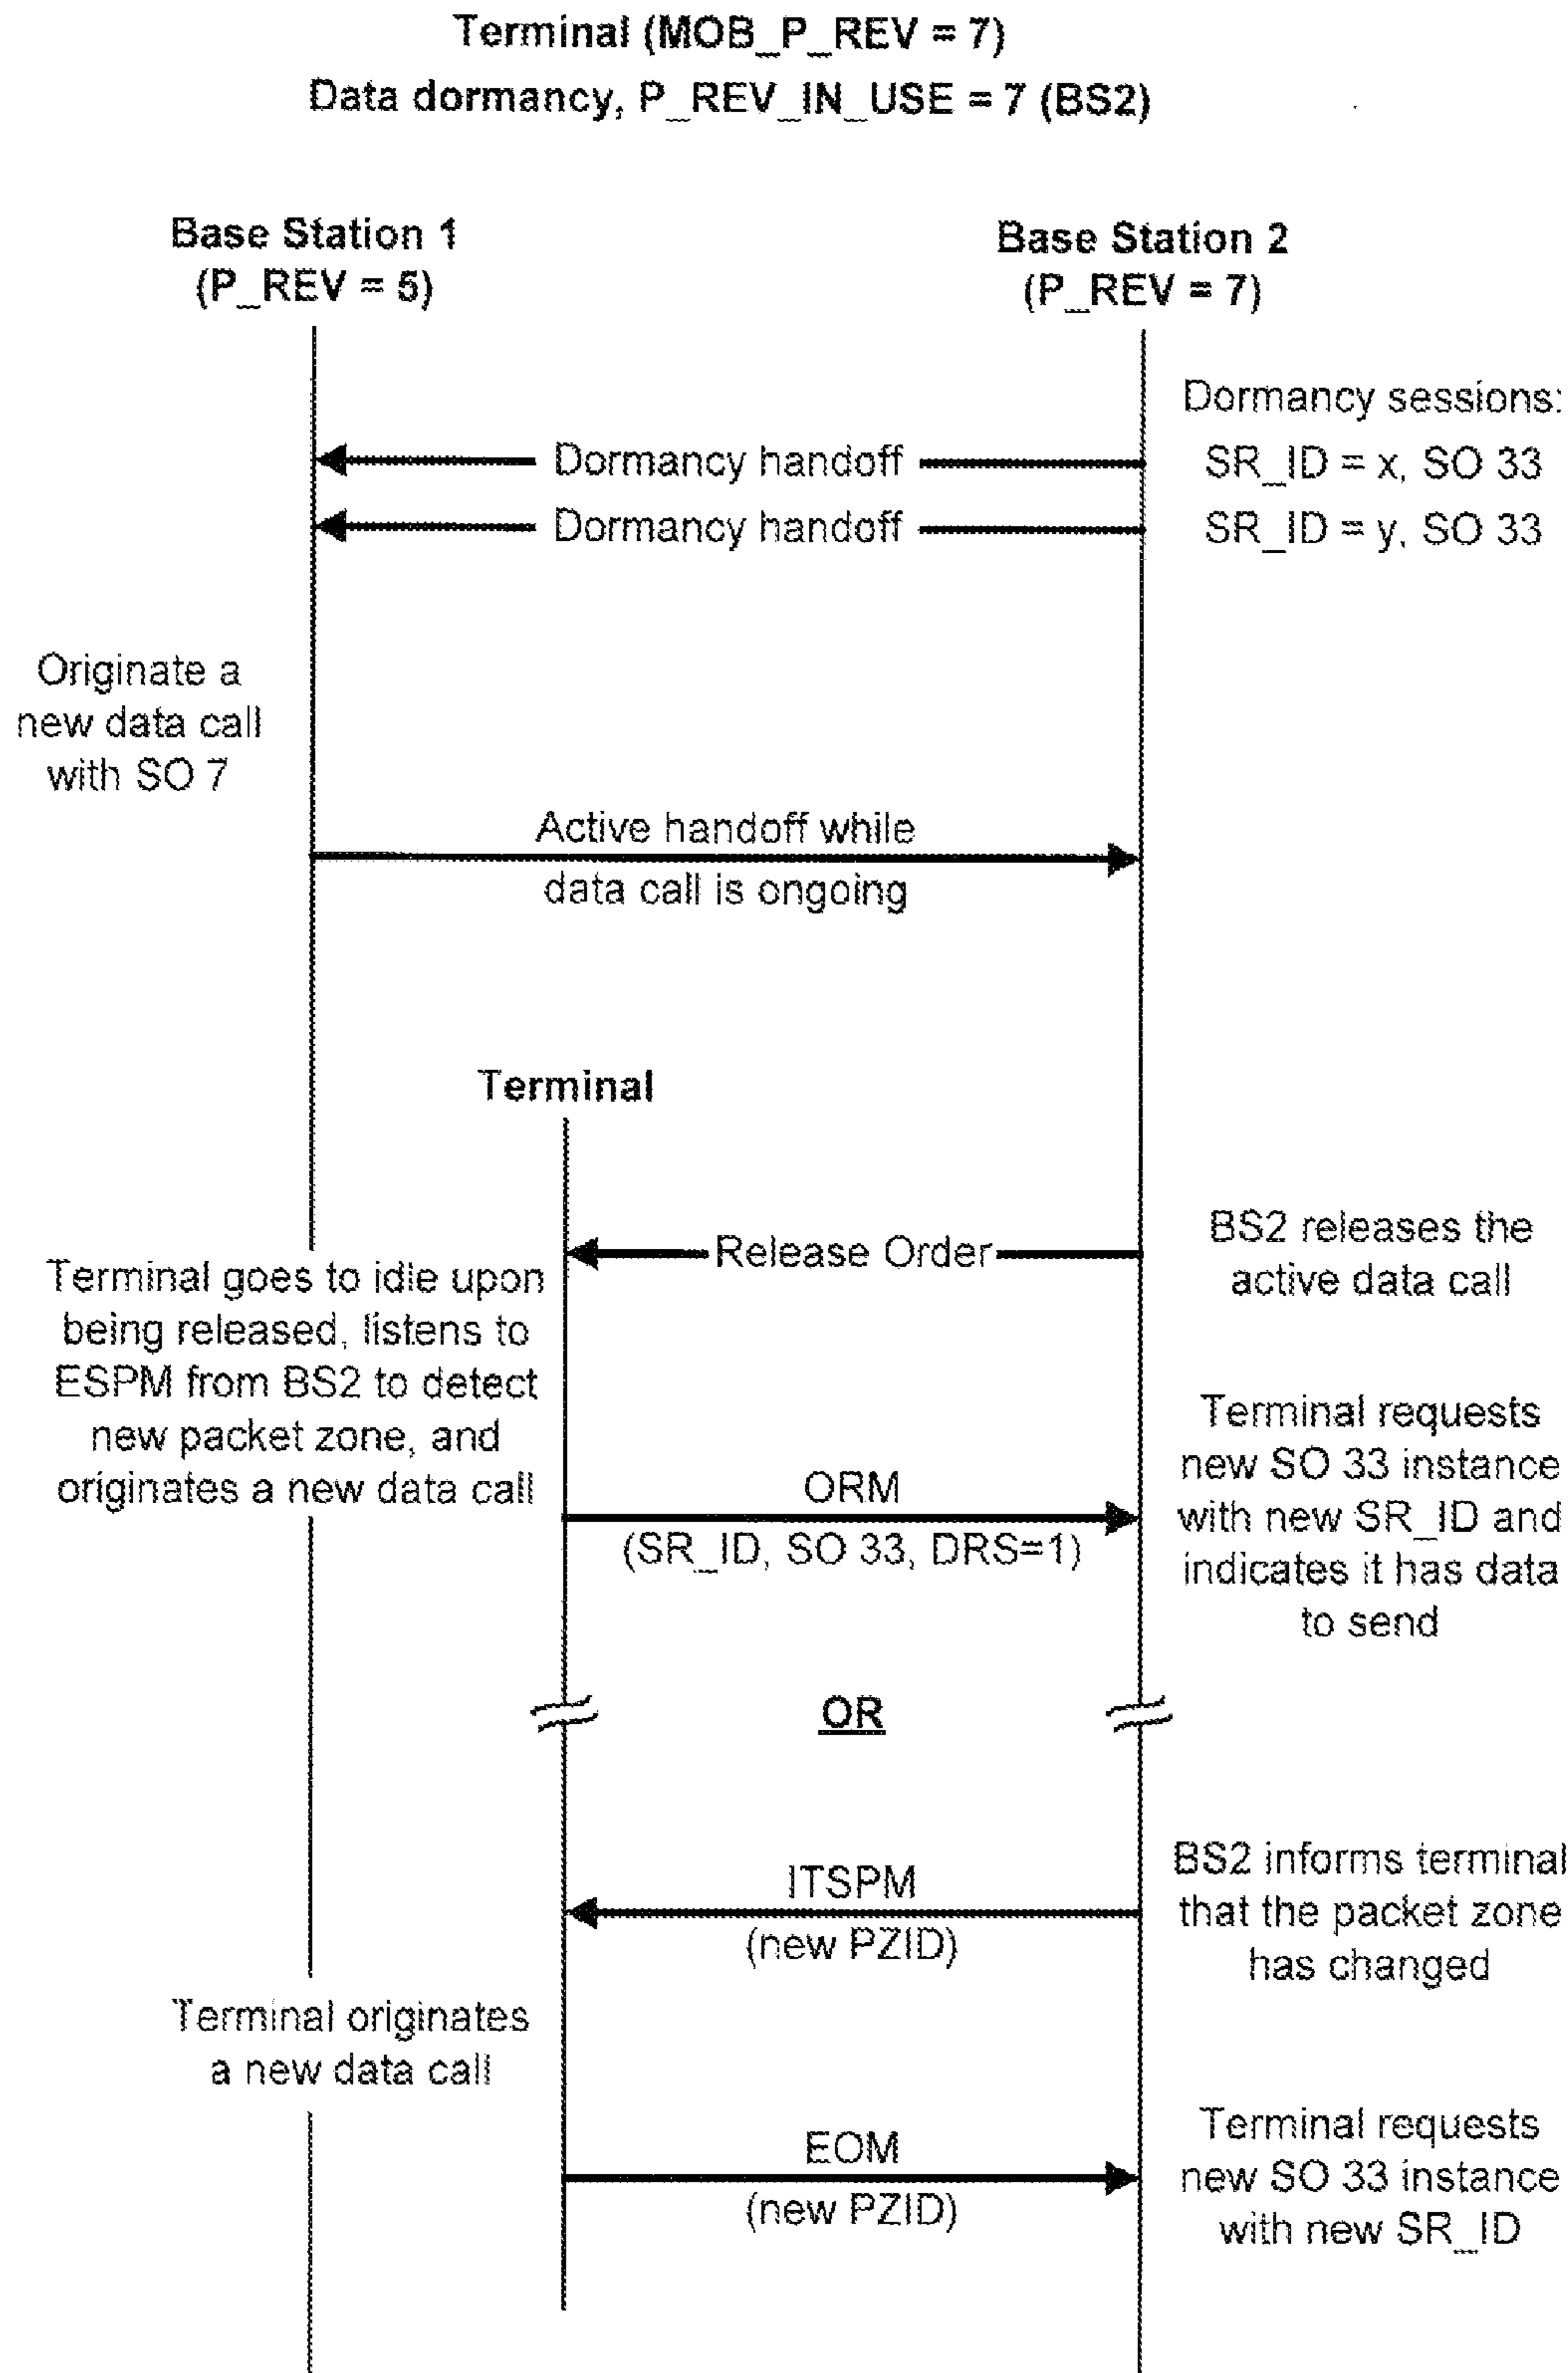 Terminal (MOB_P_REV = 7)
Data dormancy, P_REV_IN_USE = 7 (BS2)
Base Station 1
(P_REV = 5)
Base Station 2
(P_REV = 7)
Dormancy sessions:
Dormancy handoff
SR_ID = x, SO 33
Dormancy handoff
SR_ID = y, SO 33
Originate a
new data call
with SO 7
Active handoff while
data call is ongoing
Terminal
Release Order
BS2 releases the
active data call
Terminal goes to idle upon
being released, listens to
ESPM from BS2 to detect
new packet zone, and
originates a new data call
ORM
(SR_ID, SO 33, DRS=1)
Terminal requests
new SO 33 instance
with new SR_ID and
indicates it has data
to send
OR
ITSPM
(new PZID)
BS2 informs terminal
that the packet zone
has changed
Terminal originates
a new data call
EOM
(new PZID)
Terminal requests
new SO 33 instance
with new SR_ID